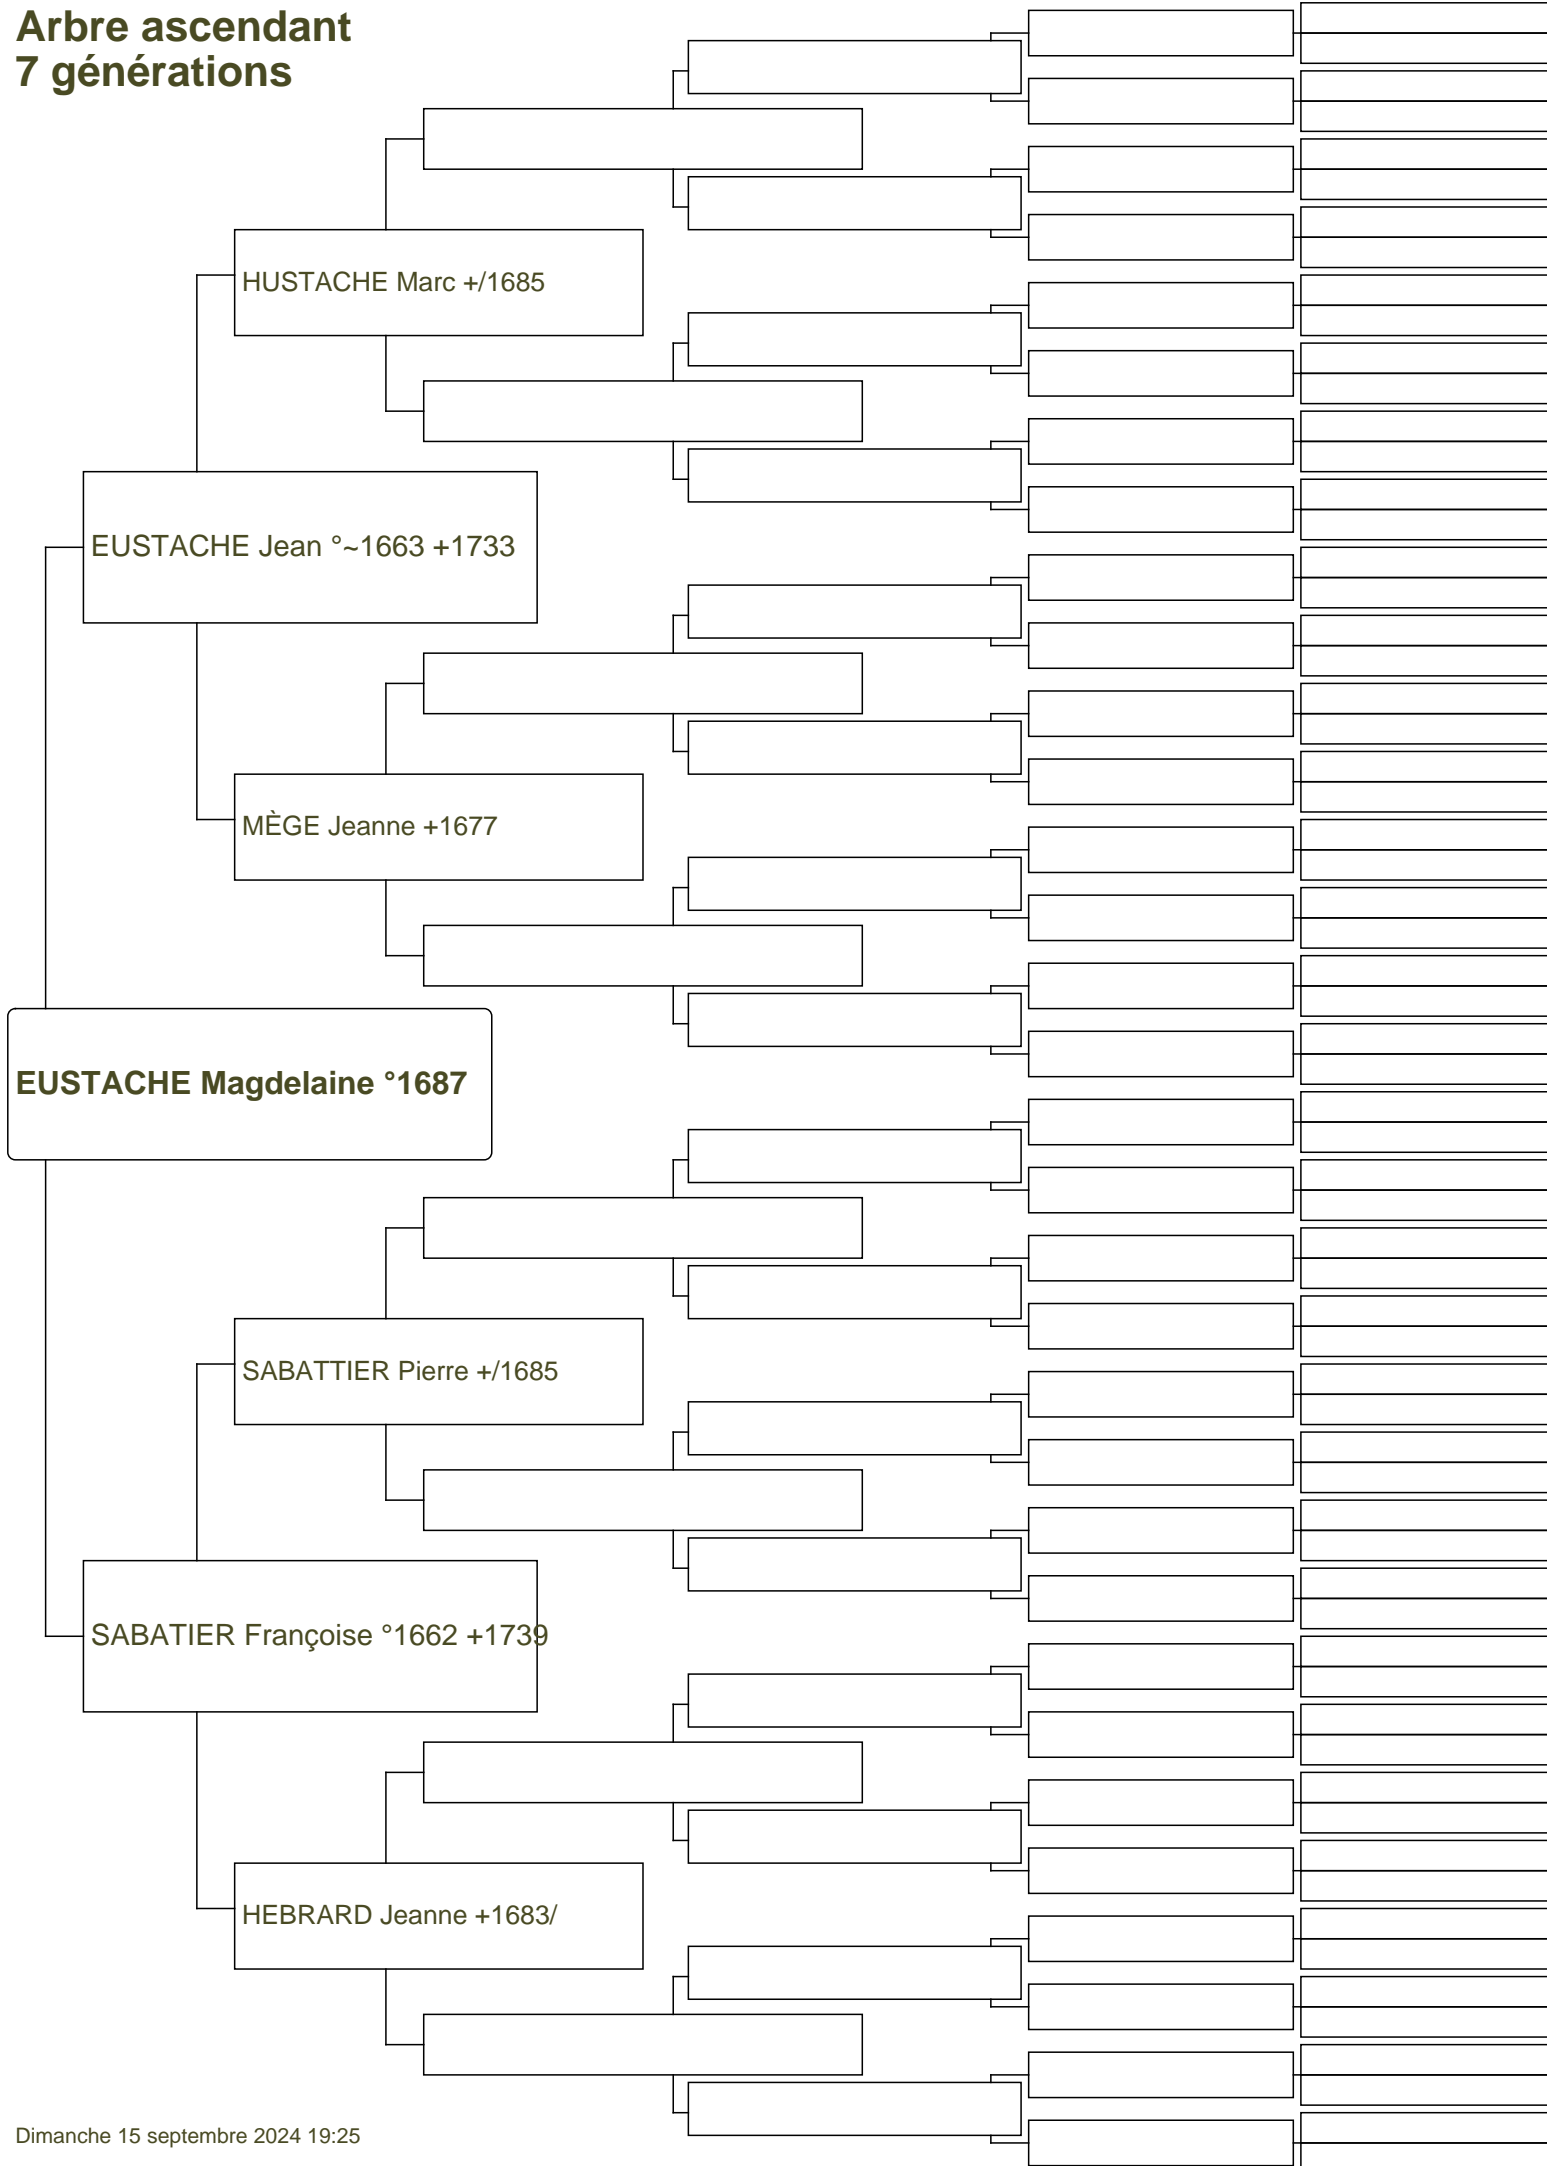 Arbre ascendant
7 générations
HUSTACHE Marc +/1685
EUSTACHE Jean °~1663 +1733
MÈGE Jeanne +1677
EUSTACHE Magdelaine °1687
SABATTIER Pierre +/1685
SABATIER Françoise °1662 +1739
HEBRARD Jeanne +1683/
Dimanche 15 septembre 2024 19:25